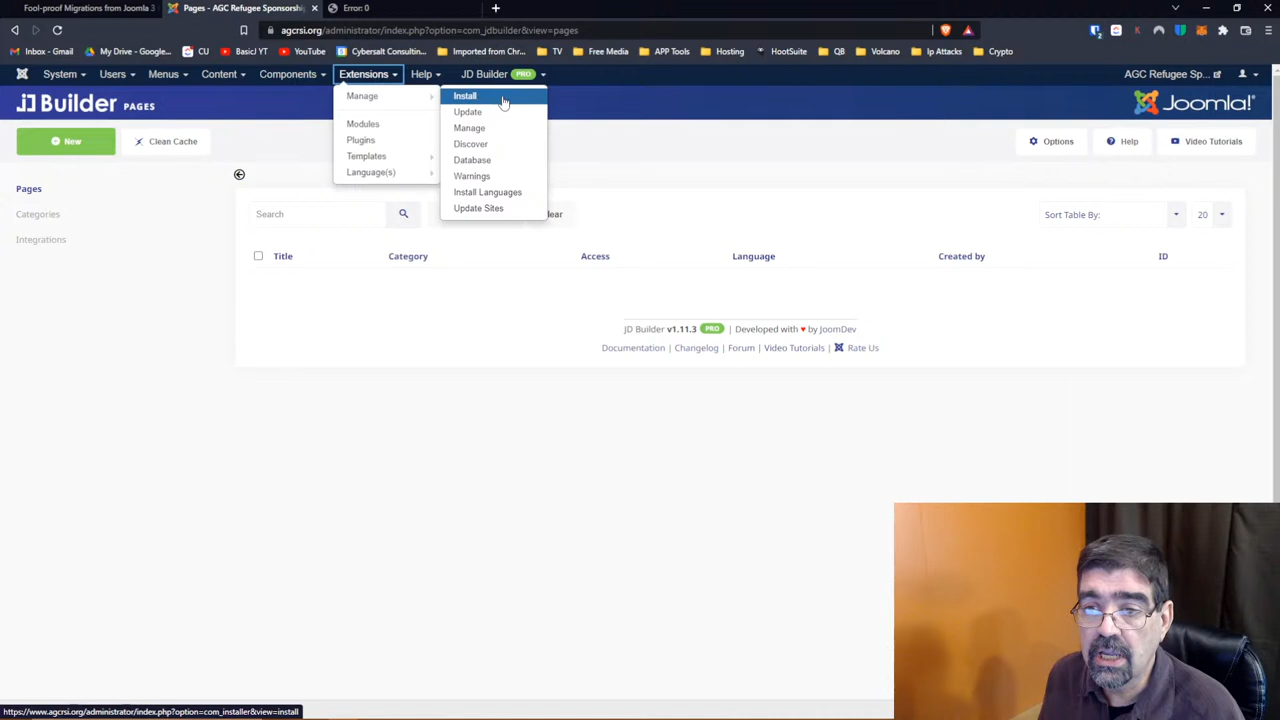 Fool-proof Migrations from Joomla 3
Pages - AGC Refugee Sponsorshi
Error: 0
agcrsi.org/administrator/index.php?option=com_jdbuilder&view=pages
Inbox - Gmail
My Drive - Google...
CU
BasicJ YT
YouTube
Cybersalt Consultin...
Imported from Chr...
TV
Free Media
APP Tools
Hosting
HootSuite
QB
Volcano
Ip Attacks
Crypto
System
Users
Menus
Content
Components
Extensions
Help
JD Builder PRO
AGC Refugee Sp...
JD Builder PAGES
Joomla!
Manage
Modules
Plugins
Templates
Language(s)
Install
Update
Manage
Discover
Database
Warnings
Install Languages
Update Sites
New
Clean Cache
Options
Help
Video Tutorials
Pages
Categories
Integrations
Search
lear
Sort Table By:
20
Title
Category
Access
Language
Created by
ID
JD Builder v1.11.3 PRO | Developed with ♥ by JoomDev
Documentation | Changelog | Forum | Video Tutorials | Rate Us
https://www.agcrsi.org/administrator/index.php?option=com_installer&view=install